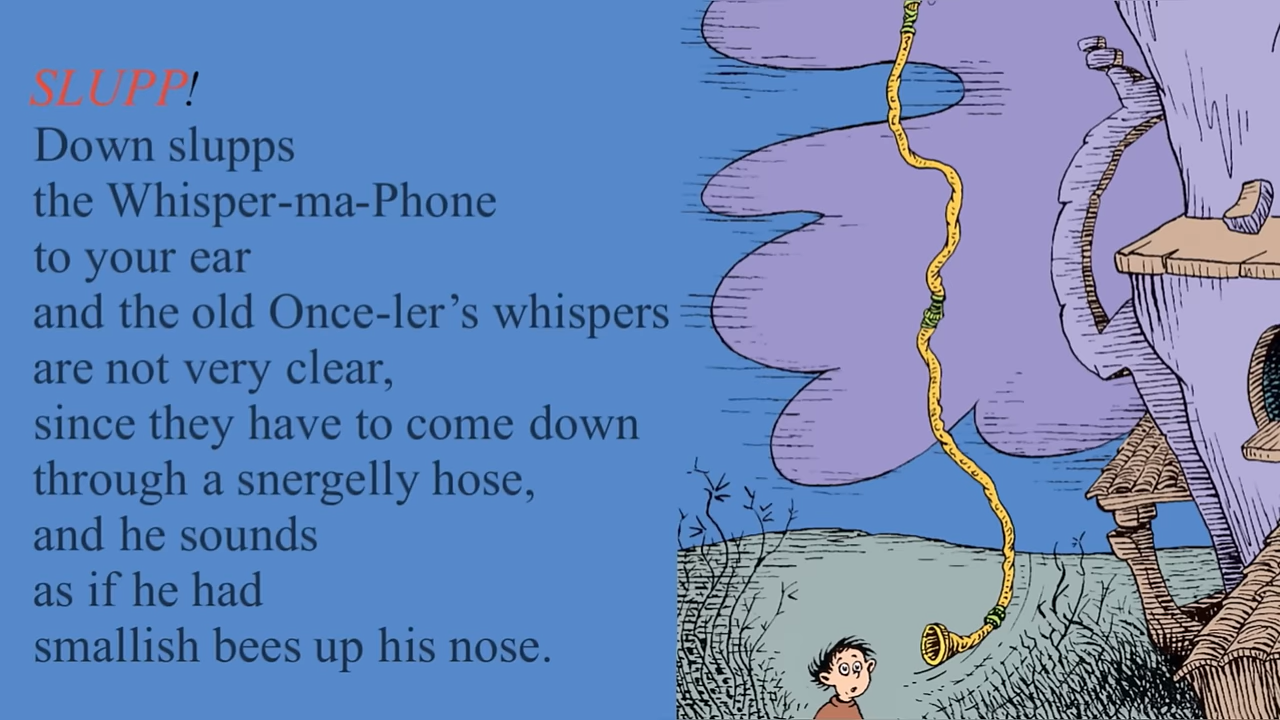 SLUPP!
Down slupps
the Whisper-ma-Phone
to your ear
and the old Once-ler’s whispers
are not very clear,
since they have to come down
through a snergelly hose,
and he sounds
as if he had
smallish bees up his nose.